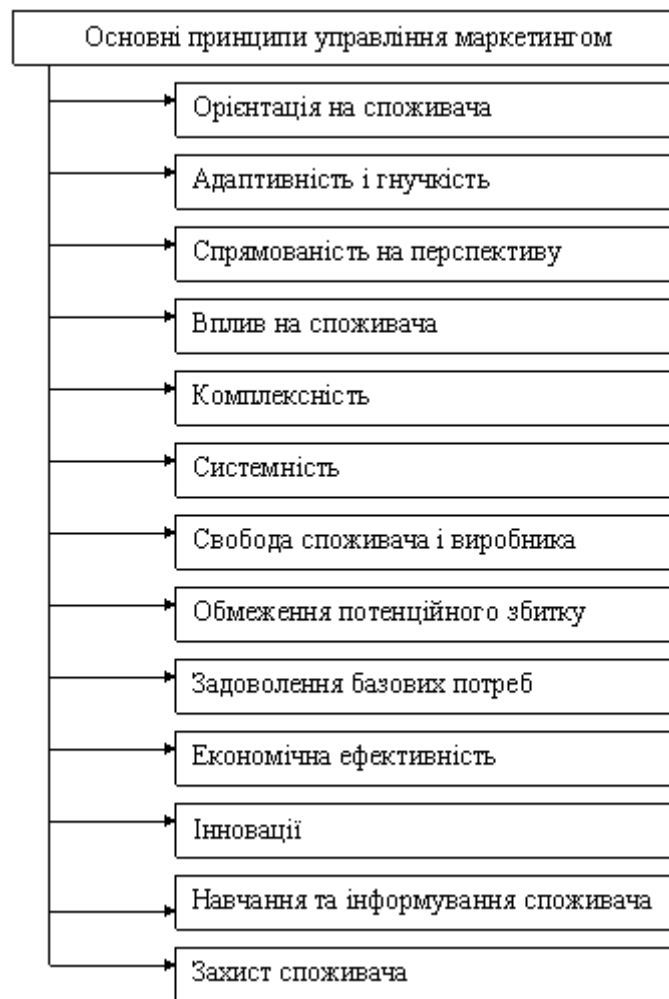 Основні принципи управління маркетингом
Орієнтація на споживача
Адаптивність і гнучкість
Спрямованість на перспективу
Вплив на споживача
Комплексність
Системність
Свобода споживача і виробника
Обмеження потенційного збитку
Задоволення базових потреб
Економічна ефективність
Інновації
Навчання та інформування споживача
Захист споживача